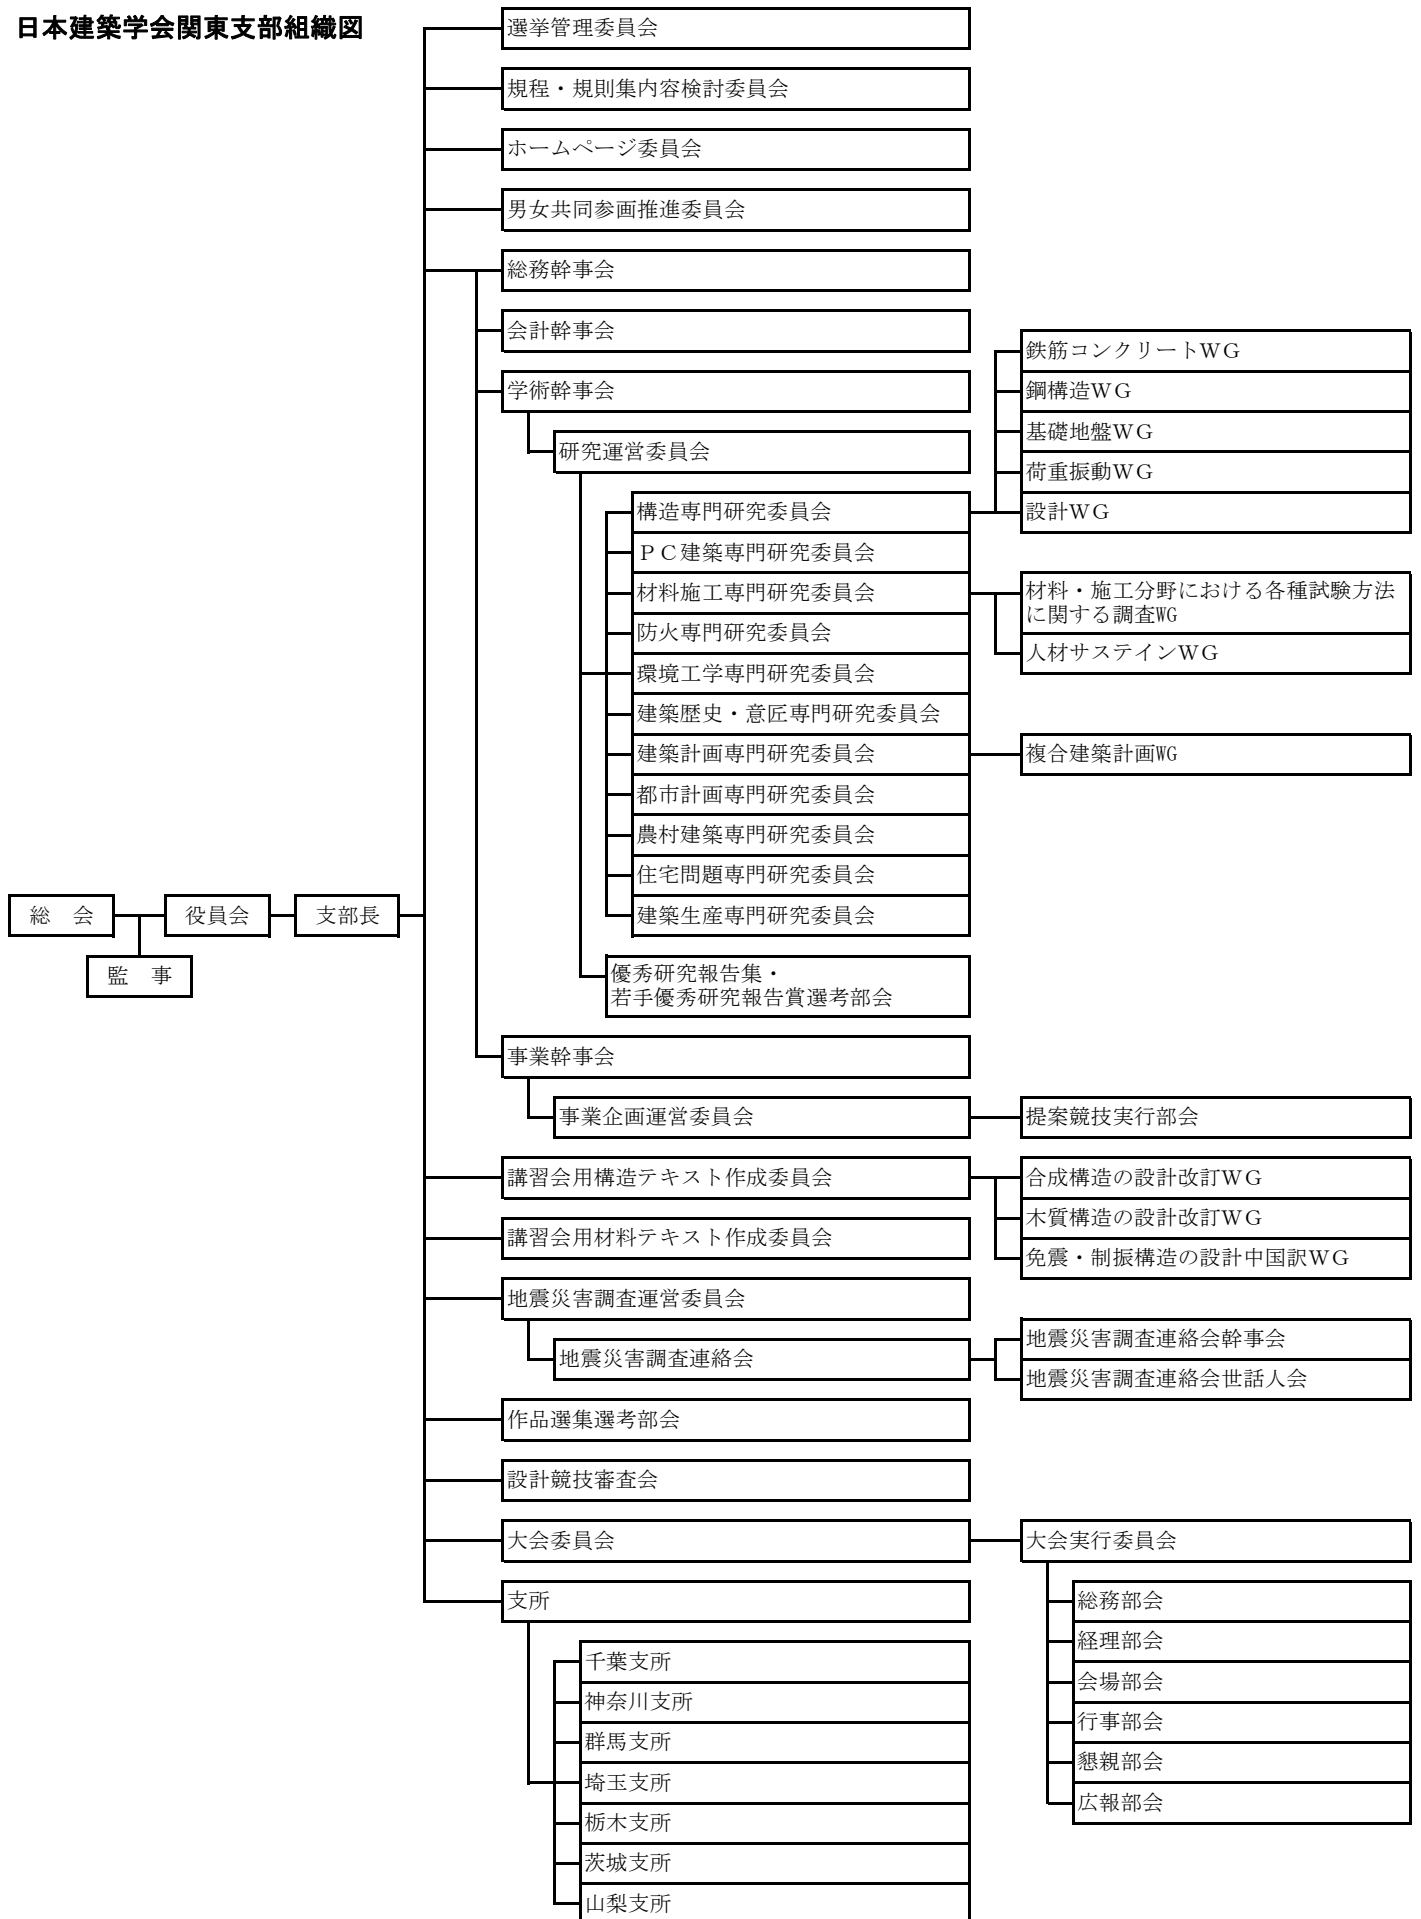 日本建築学会関東支部組織図
選挙管理委員会
規程・規則集内容検討委員会
ホームページ委員会
男女共同参画推進委員会
総務幹事会
会計幹事会
学術幹事会
研究運営委員会
構造専門研究委員会
鉄筋コンクリートＷＧ
鋼構造ＷＧ
基礎地盤ＷＧ
荷重振動ＷＧ
設計ＷＧ
ＰＣ建築専門研究委員会
材料施工専門研究委員会
材料・施工分野における各種試験方法
に関する調査WG
人材サステインＷＧ
防火専門研究委員会
環境工学専門研究委員会
建築歴史・意匠専門研究委員会
建築計画専門研究委員会
複合建築計画WG
都市計画専門研究委員会
農村建築専門研究委員会
住宅問題専門研究委員会
建築生産専門研究委員会
総　会
役員会
支部長
監　事
優秀研究報告集・
若手優秀研究報告賞選考部会
事業幹事会
事業企画運営委員会
提案競技実行部会
講習会用構造テキスト作成委員会
合成構造の設計改訂ＷＧ
木質構造の設計改訂ＷＧ
免震・制振構造の設計中国訳ＷＧ
講習会用材料テキスト作成委員会
地震災害調査運営委員会
地震災害調査連絡会
地震災害調査連絡会幹事会
地震災害調査連絡会世話人会
作品選集選考部会
設計競技審査会
大会委員会
大会実行委員会
総務部会
経理部会
会場部会
行事部会
懇親部会
広報部会
支所
千葉支所
神奈川支所
群馬支所
埼玉支所
栃木支所
茨城支所
山梨支所